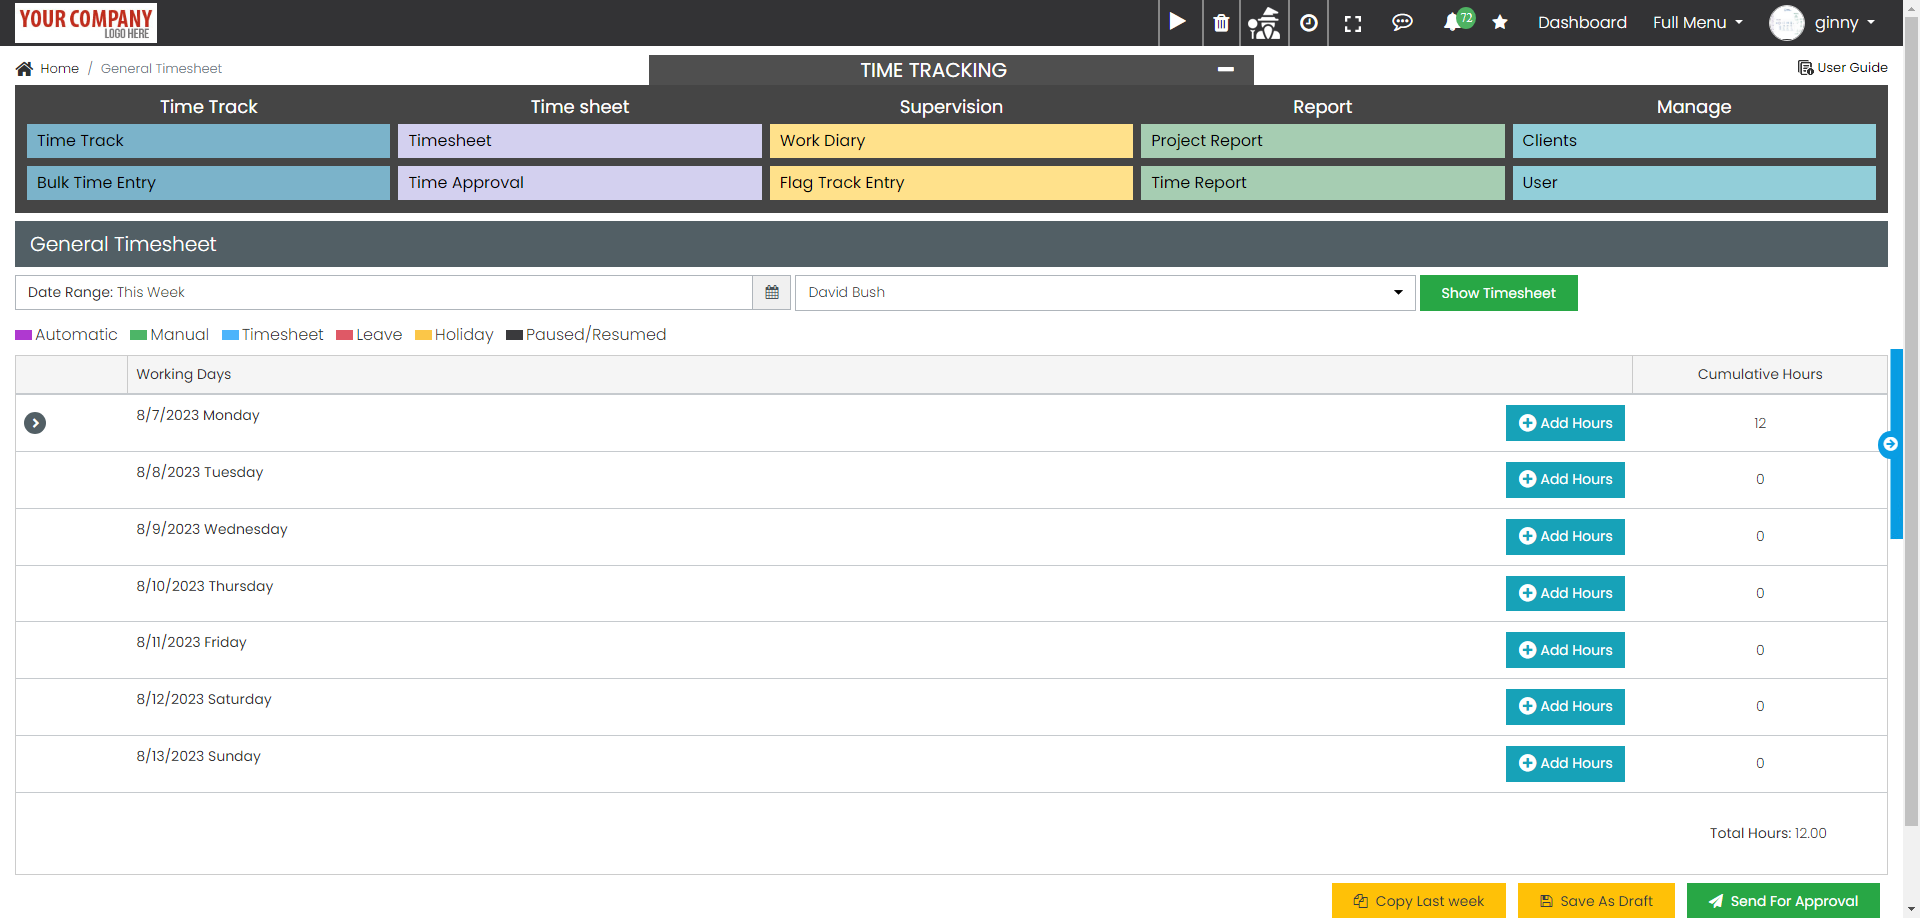 YOUR COMPANY
LOGO HERE
72
Dashboard
Full Menu
ginny
Home / General Timesheet
TIME TRACKING
User Guide
Time Track
Time sheet
Supervision
Report
Manage
Time Track
Timesheet
Work Diary
Project Report
Clients
Bulk Time Entry
Time Approval
Flag Track Entry
Time Report
User
General Timesheet
Date Range: This Week
David Bush
Show Timesheet
Automatic Manual Timesheet Leave Holiday Paused/Resumed
Working Days
Cumulative Hours
8/7/2023 Monday
Add Hours
12
8/8/2023 Tuesday
Add Hours
0
8/9/2023 Wednesday
Add Hours
0
8/10/2023 Thursday
Add Hours
0
8/11/2023 Friday
Add Hours
0
8/12/2023 Saturday
Add Hours
0
8/13/2023 Sunday
Add Hours
0
Total Hours: 12.00
Copy Last week
Save As Draft
Send For Approval